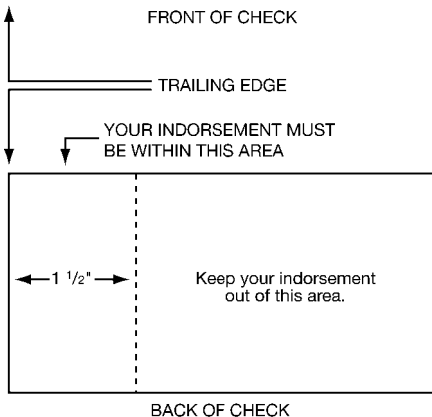 FRONT OF CHECK
TRAILING EDGE
YOUR INDORSEMENT MUST
BE WITHIN THIS AREA
1 1/2"
Keep your indorsement
out of this area.
BACK OF CHECK